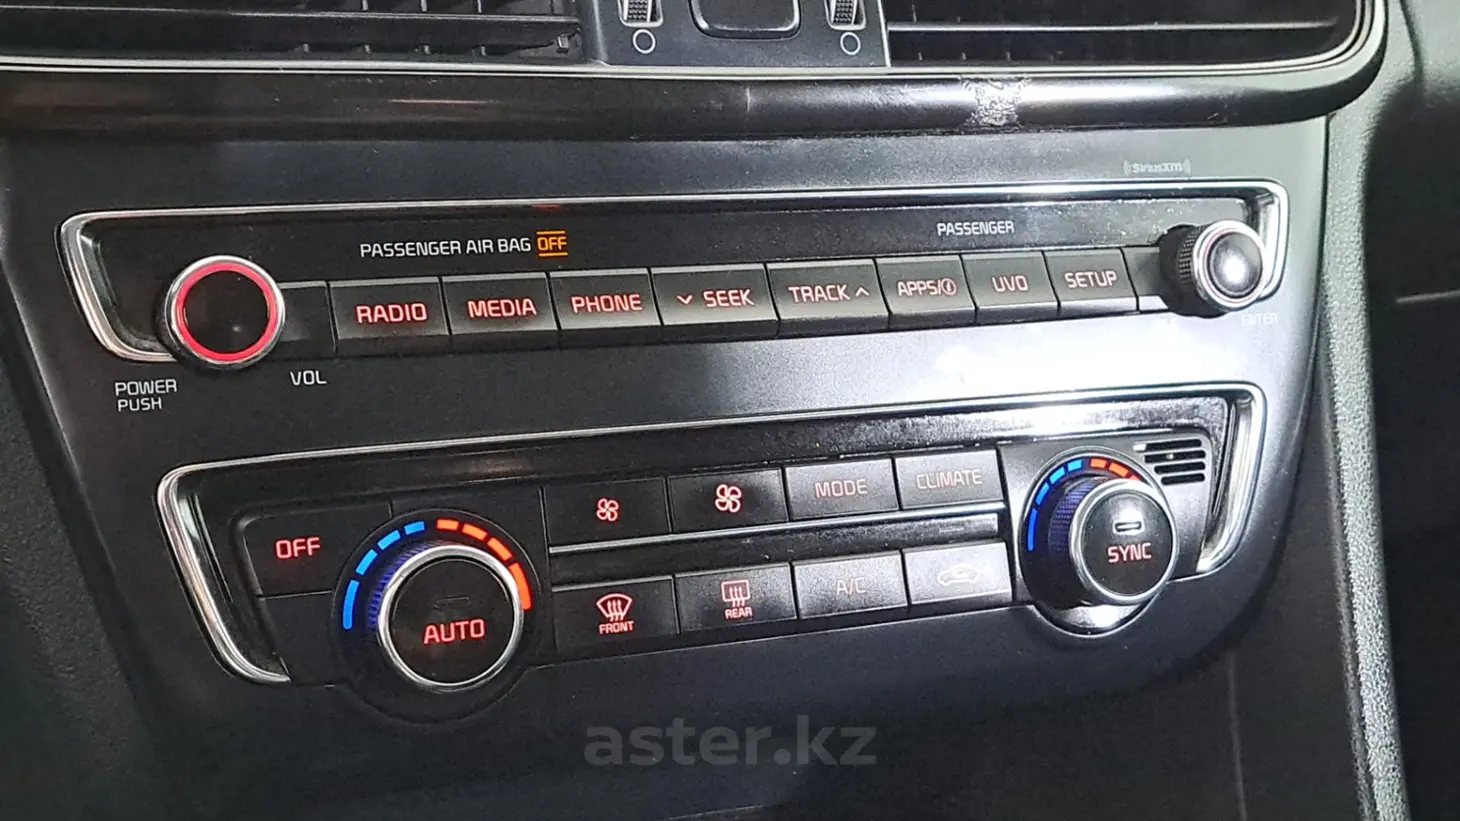 SiriusXM
PASSENGER AIR BAG OFF
PASSENGER
RADIO
MEDIA
PHONE
SEEK
TRACK
APPS/i
UVO
SETUP
POWER
PUSH
VOL
ENTER
MODE
CLIMATE
OFF
AUTO
FRONT
REAR
A/C
SYNC
aster.kz